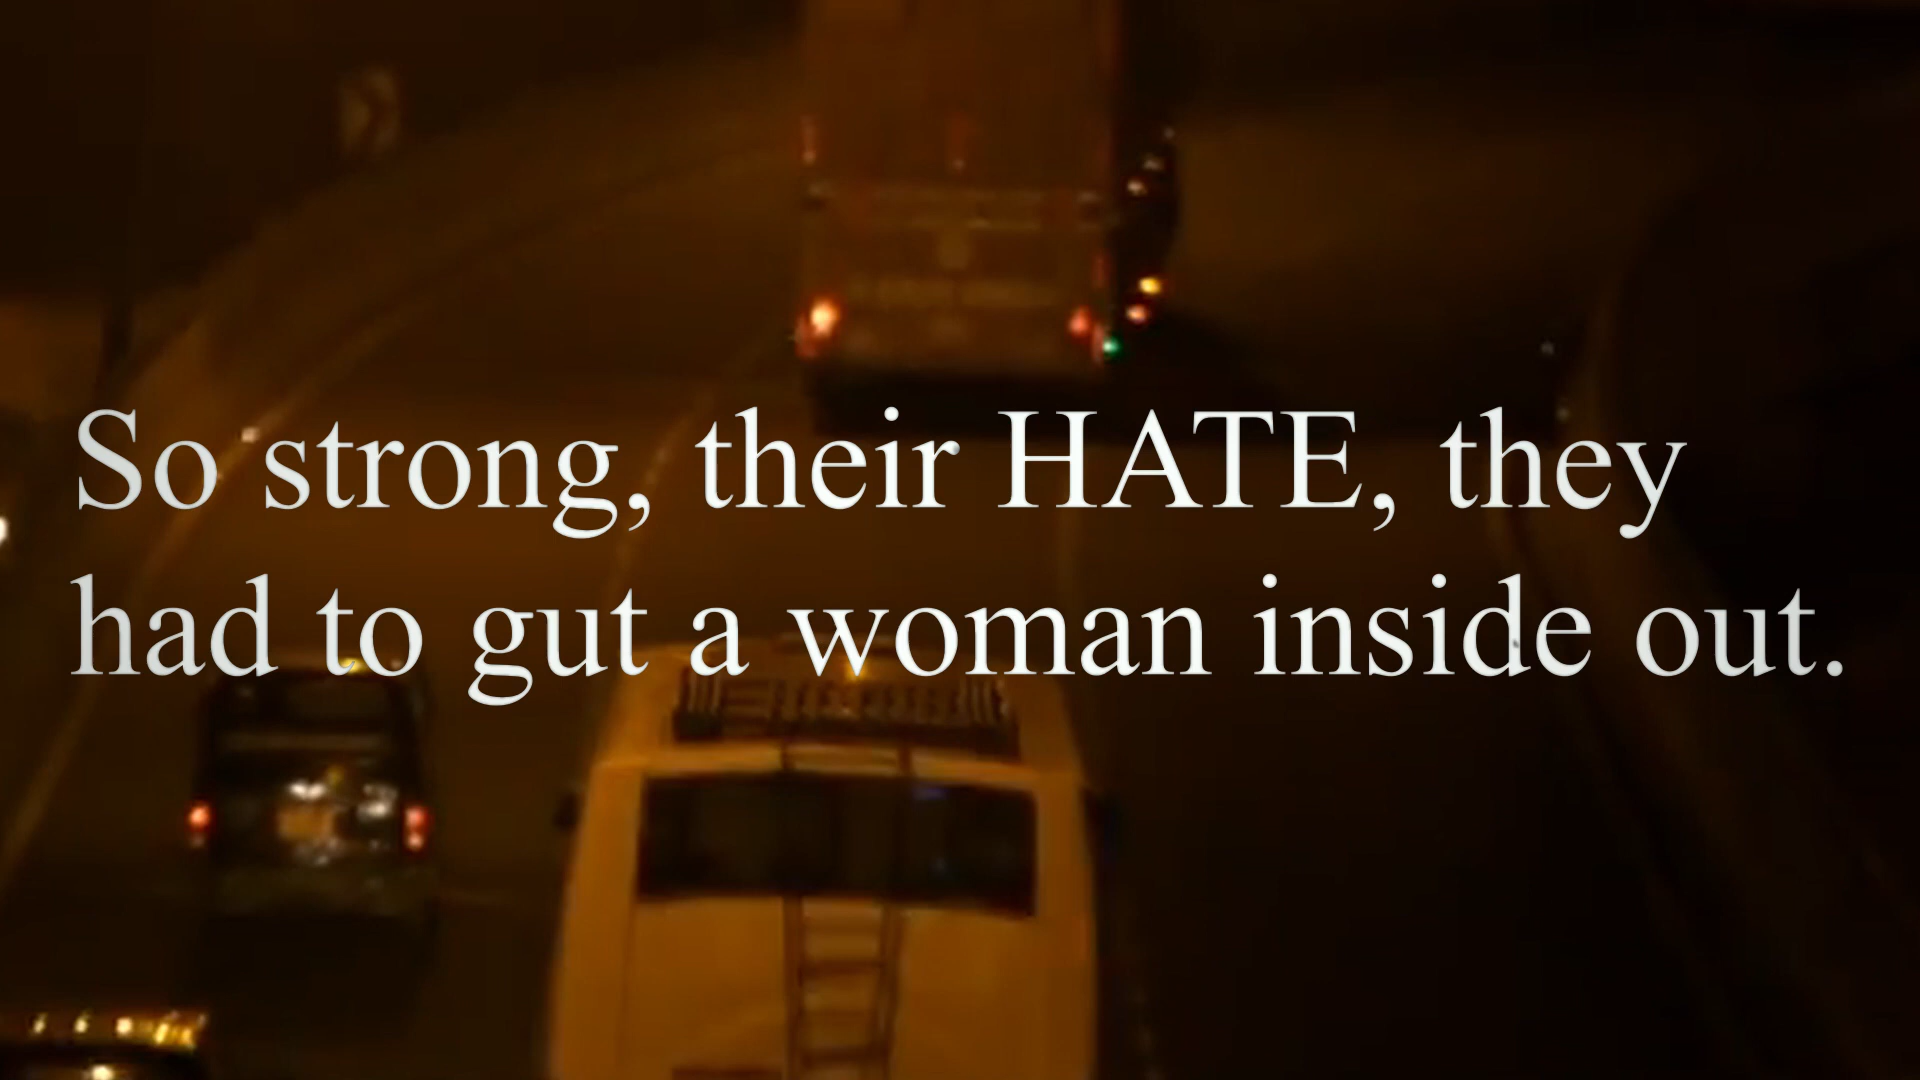 So strong, their HATE, they
had to gut a woman inside out.